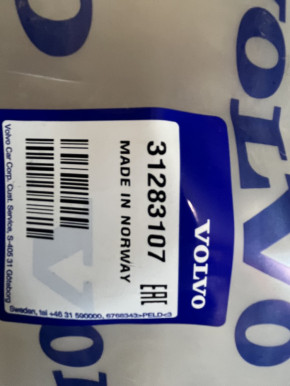 VOLVO
31283107
MADE IN NORWAY
EAC
Volvo Car Corp. Cust. Service, S-405 31 Göteborg
Sweden, tel +46 31 590000, 6766343>PELD<3
VOLVO